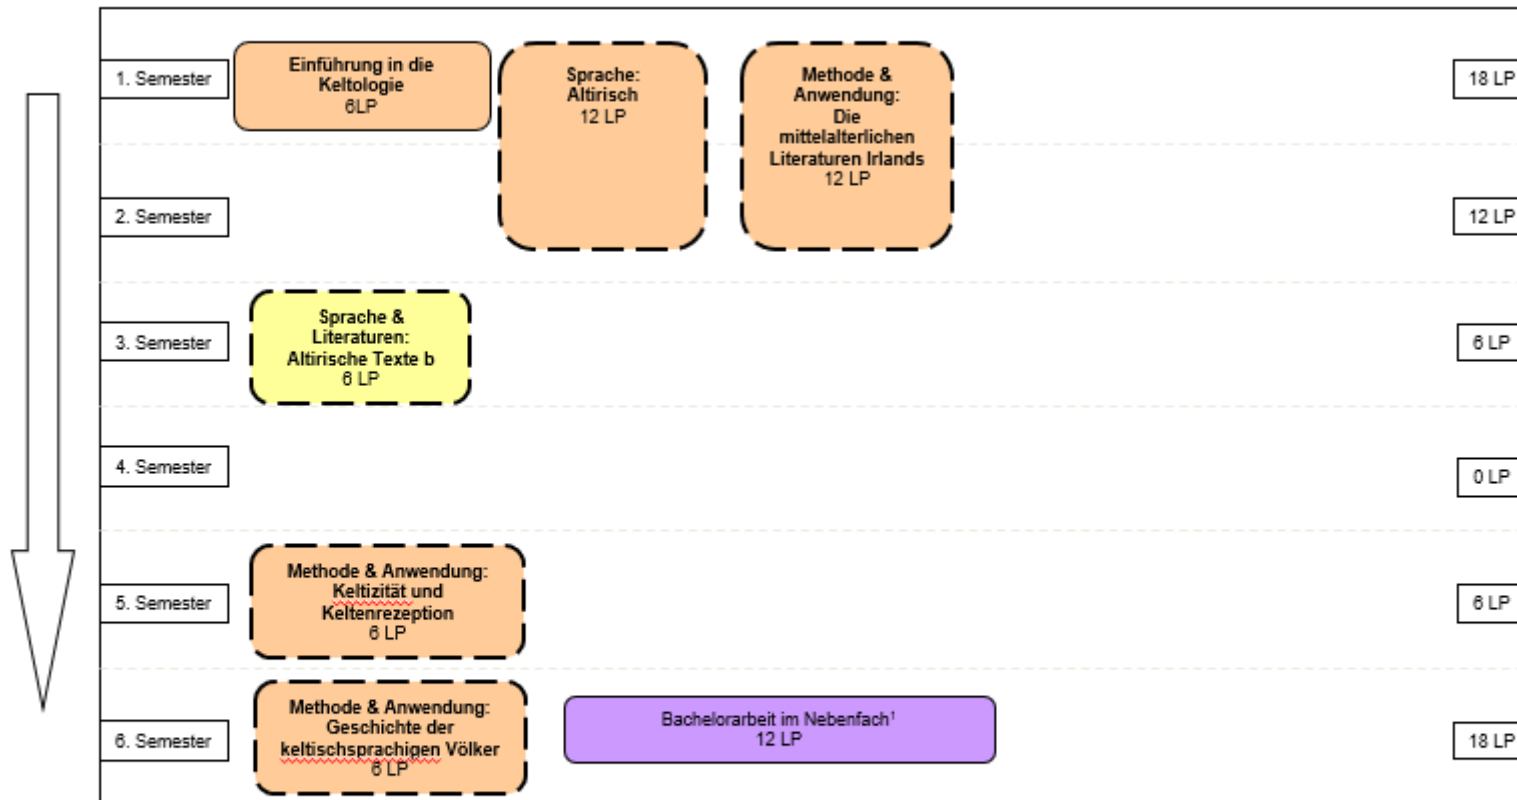 1. Semester
Einführung in die
Keltologie
6LP
Sprache:
Altirisch
12 LP
Methode &
Anwendung:
Die
mittelalterlichen
Literaturen Irlands
12 LP
18 LP
2. Semester
12 LP
3. Semester
Sprache &
Literaturen:
Altirische Texte b
6 LP
6 LP
4. Semester
0 LP
5. Semester
Methode & Anwendung:
Keltizität und
Keltenrezeption
6 LP
6 LP
6. Semester
Methode & Anwendung:
Geschichte der
keltischsprachigen Völker
6 LP
Bachelorarbeit im Nebenfach¹
12 LP
18 LP